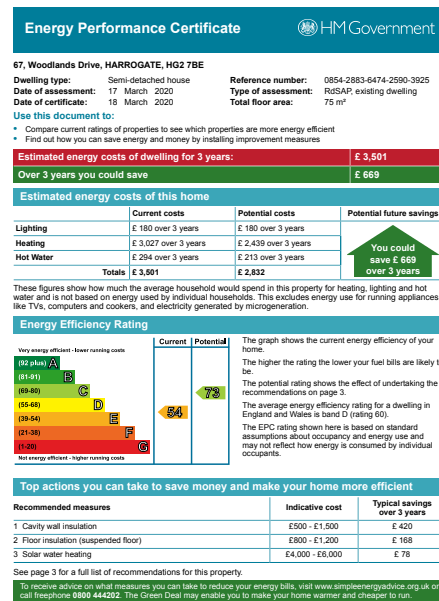 Energy Performance Certificate
HM Government
67, Woodlands Drive, HARROGATE, HG2 7BE
Dwelling type: Semi-detached house Reference number: 0854-2883-6474-2590-3925
Date of assessment: 17 March 2020 Type of assessment: RdSAP, existing dwelling
Date of certificate: 18 March 2020 Total floor area: 75 m²
Use this document to:
• Compare current ratings of properties to see which properties are more energy efficient
• Find out how you can save energy and money by installing improvement measures
Estimated energy costs of dwelling for 3 years: £ 3,501
Over 3 years you could save £ 669
Estimated energy costs of this home
Current costs Potential costs Potential future savings
Lighting £ 180 over 3 years £ 180 over 3 years
Heating £ 3,027 over 3 years £ 2,439 over 3 years
Hot Water £ 294 over 3 years £ 213 over 3 years
Totals £ 3,501 £ 2,832
You could
save £ 669
over 3 years
These figures show how much the average household would spend in this property for heating, lighting and hot
water and is not based on energy used by individual households. This excludes energy use for running appliances
like TVs, computers and cookers, and electricity generated by microgeneration.
Energy Efficiency Rating
Current Potential
Very energy efficient - lower running costs
(92 plus) A
(81-91) B
(69-80) C
(55-68) D
(39-54) E
(21-38) F
(1-20) G
Not energy efficient - higher running costs
54
73
The graph shows the current energy efficiency of your
home.
The higher the rating the lower your fuel bills are likely t
be.
The potential rating shows the effect of undertaking the
recommendations on page 3.
The average energy efficiency rating for a dwelling in
England and Wales is band D (rating 60).
The EPC rating shown here is based on standard
assumptions about occupancy and energy use and
may not reflect how energy is consumed by individual
occupants.
Top actions you can take to save money and make your home more efficient
Recommended measures Indicative cost Typical savings
over 3 years
1 Cavity wall insulation £500 - £1,500 £ 420
2 Floor insulation (suspended floor) £800 - £1,200 £ 168
3 Solar water heating £4,000 - £6,000 £ 78
See page 3 for a full list of recommendations for this property.
To receive advice on what measures you can take to reduce your energy bills, visit www.simpleenergyadvice.org.uk or
call freephone 0800 444202. The Green Deal may enable you to make your home warmer and cheaper to run.